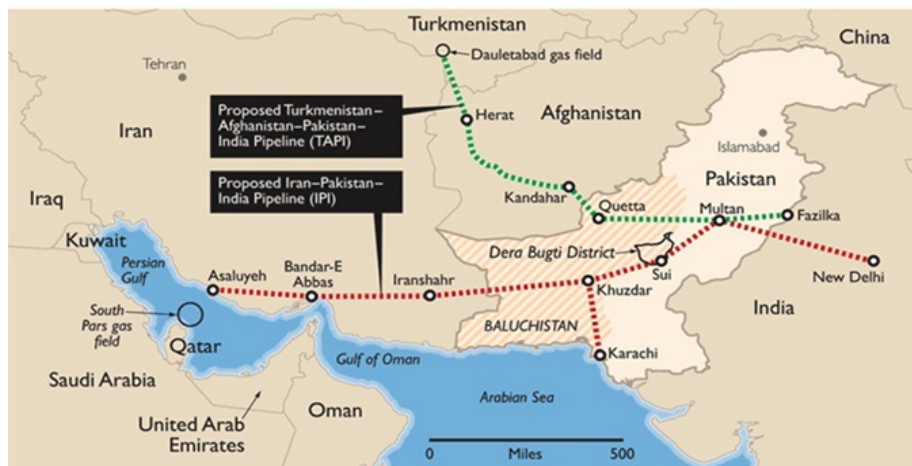 Turkmenistan
China
Dauletabad gas field
Tehran
Proposed Turkmenistan–
Afghanistan–Pakistan–
India Pipeline (TAPI)
Herat
Afghanistan
Iran
Islamabad
Pakistan
Proposed Iran–Pakistan–
India Pipeline (IPI)
Kandahar
Iraq
Quetta
Multan
Fazilka
Kuwait
Dera Bugti District
Persian
Gulf
Asaluyeh
Bandar-E
Abbas
Iranshahr
Sui
New Delhi
Khuzdar
South
Pars gas
field
India
BALUCHISTAN
Qatar
Gulf of Oman
Karachi
Saudi Arabia
Arabian Sea
United Arab
Emirates
Oman
0 Miles 500